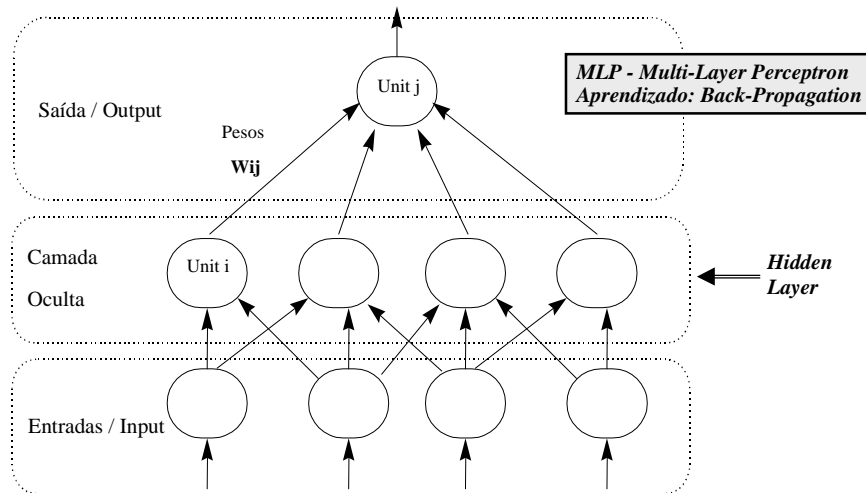 Unit j
MLP - Multi-Layer Perceptron
Aprendizado: Back-Propagation
Saída / Output
Pesos
Wij
Camada
Oculta
Unit i
Hidden
Layer
Entradas / Input